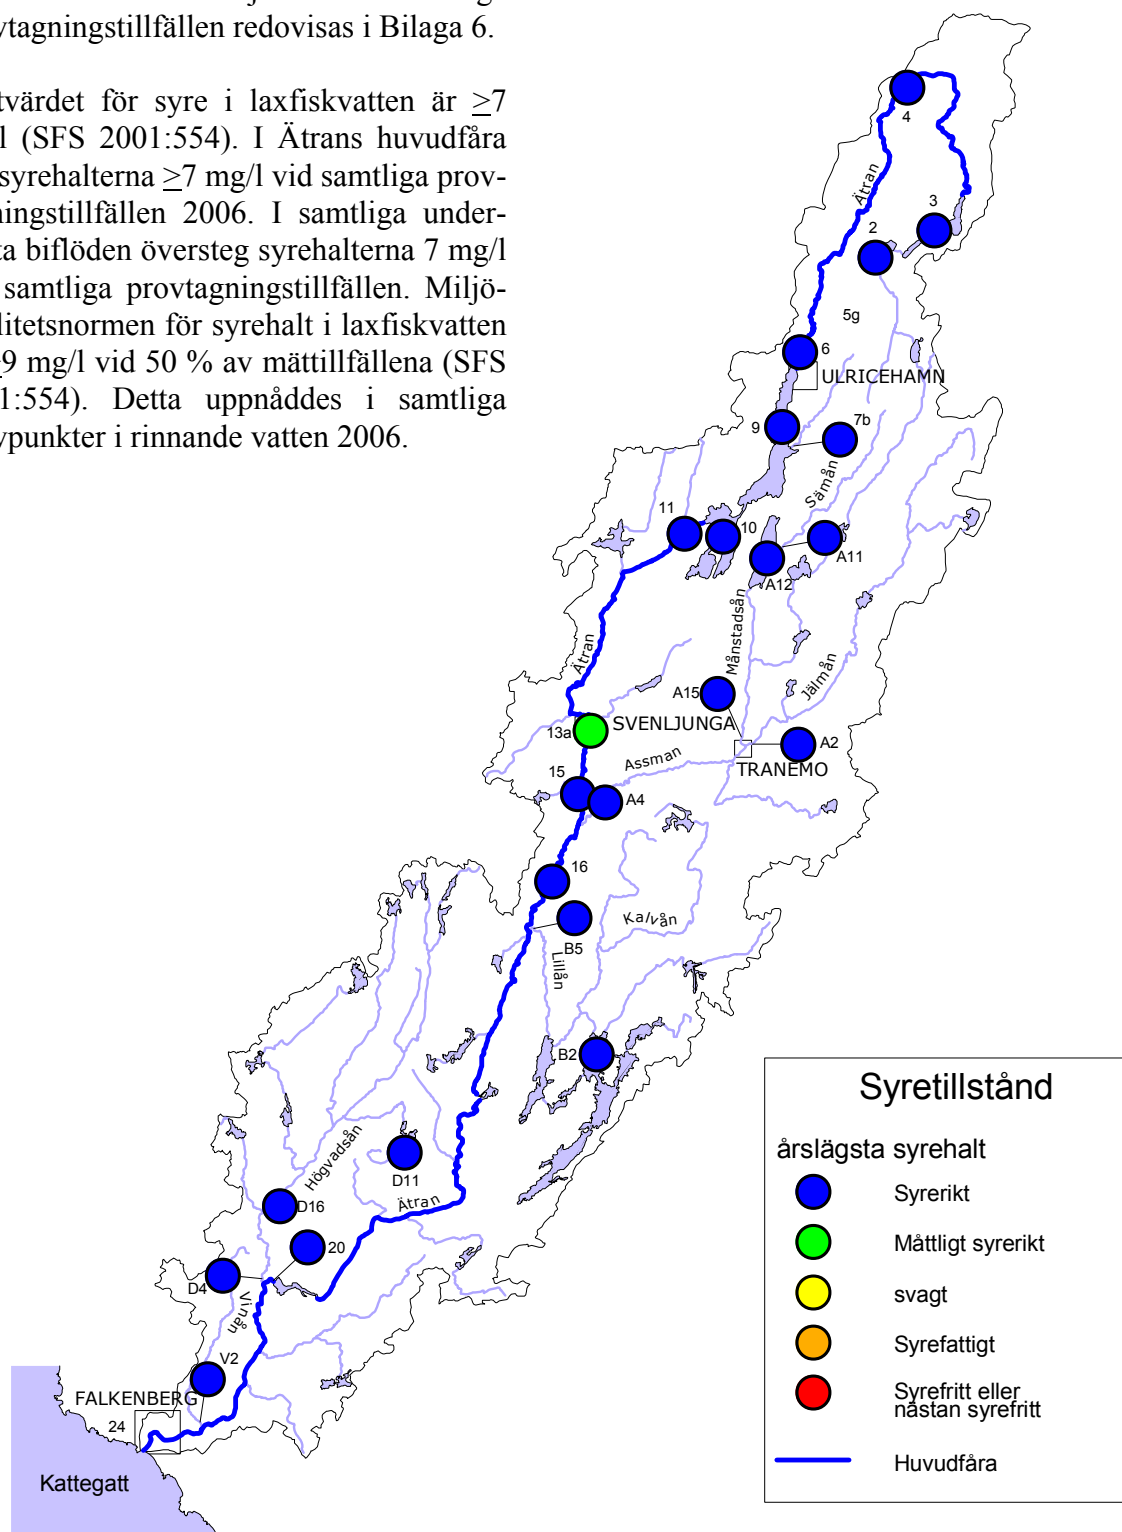 vtagningstillfällen redovisas i Bilaga 6.
tvärdet för syre i laxfiskvatten är ≥7
l (SFS 2001:554). I Ätrans huvudfåra
syrehalterna ≥7 mg/l vid samtliga prov-
ningstillfällen 2006. I samtliga under-
ta biflöden översteg syrehalterna 7 mg/l
samtliga provtagningstillfällen. Miljö-
litetsnormen för syrehalt i laxfiskvatten
9 mg/l vid 50 % av mättillfällena (SFS
1:554). Detta uppnåddes i samtliga
vpunkter i rinnande vatten 2006.
4
Ätran
3
2
5g
6
ULRICEHAMN
9
7b
Sämån
11
10
A11
A12
Månstadsån
Ätran
Jälmån
A15
13a
SVENLJUNGA
A2
Assman
TRANEMO
15
A4
16
Kalvån
B5
Lillån
B2
Högvadsån
D11
Ätran
D16
20
D4
Vinån
V2
FALKENBERG
24
Kattegatt
Syretillstånd
årslägsta syrehalt
Syrerikt
Måttligt syrerikt
svagt
Syrefattigt
Syrefritt eller
nästan syrefritt
Huvudfåra